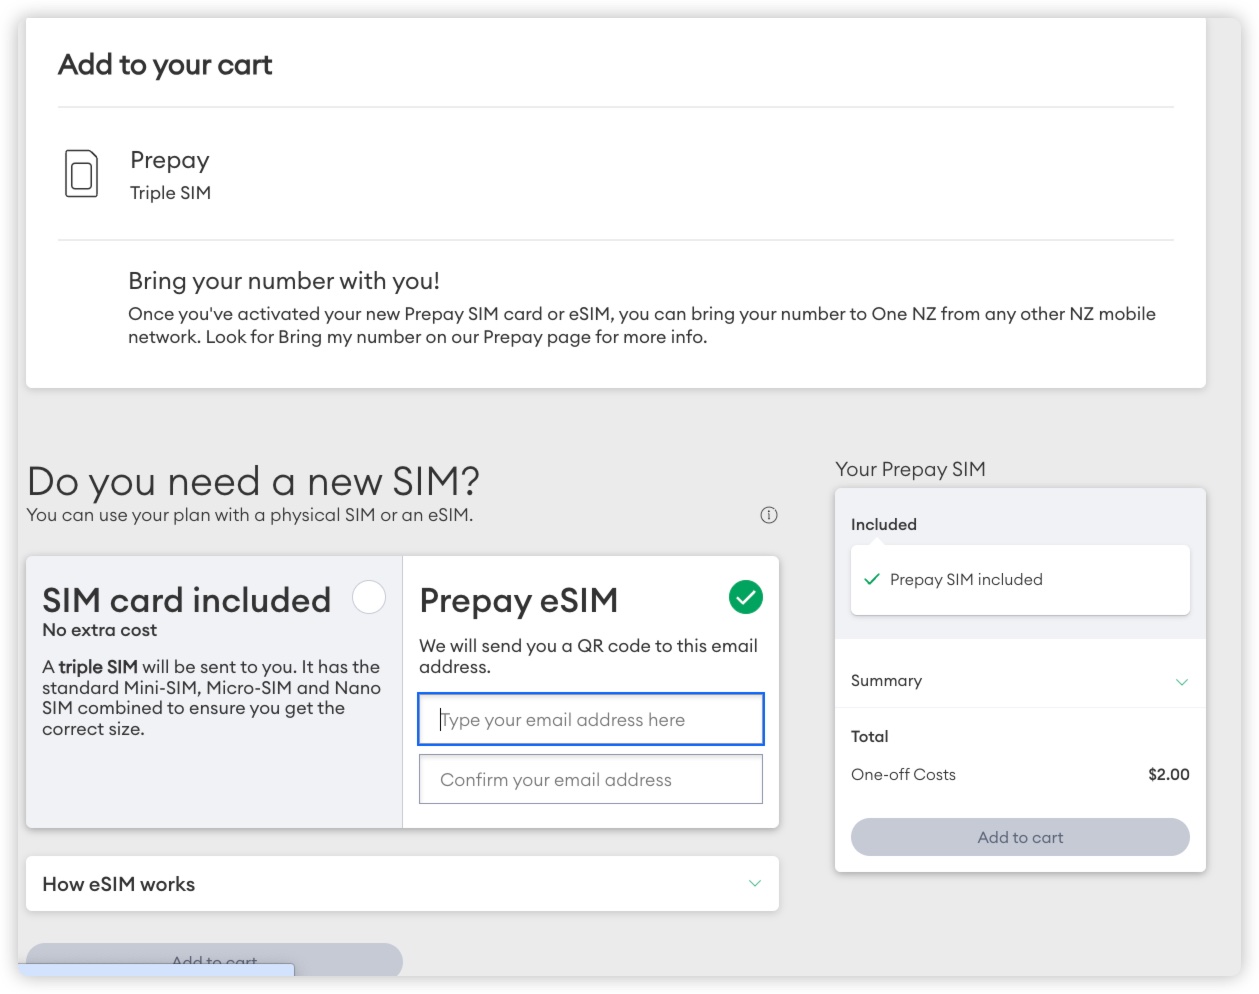 Add to your cart
Prepay
Triple SIM
Bring your number with you!
Once you've activated your new Prepay SIM card or eSIM, you can bring your number to One NZ from any other NZ mobile
network. Look for Bring my number on our Prepay page for more info.
Do you need a new SIM?
You can use your plan with a physical SIM or an eSIM.
SIM card included
No extra cost
A triple SIM will be sent to you. It has the
standard Mini-SIM, Micro-SIM and Nano
SIM combined to ensure you get the
correct size.
Prepay eSIM
We will send you a QR code to this email
address.
Type your email address here
Confirm your email address
How eSIM works
Add to cart
Your Prepay SIM
Included
Prepay SIM included
Summary
Total
One-off Costs $2.00
Add to cart